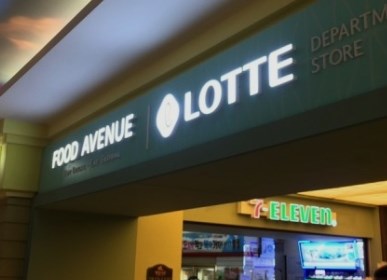 FOOD AVENUE
LOTTE
DEPARTMENT
STORE
7-ELEVEN